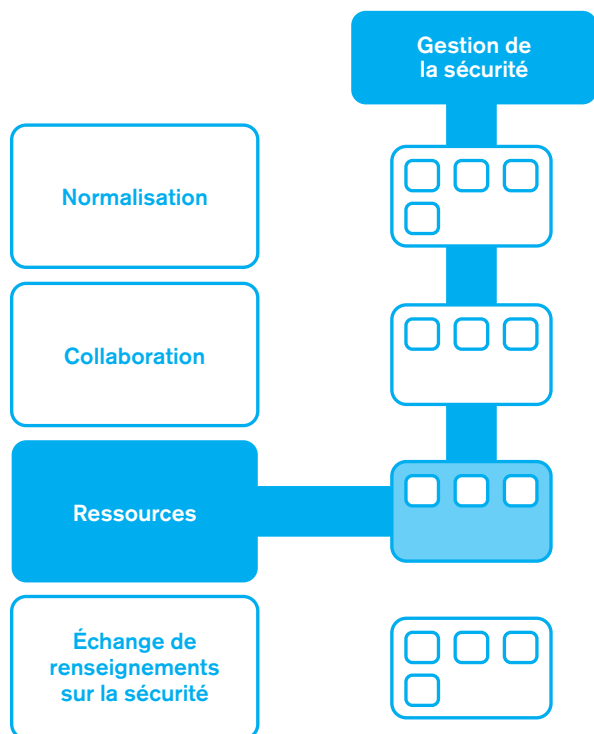 Gestion de
la sécurité
Normalisation
Collaboration
Ressources
Échange de
renseignements
sur la sécurité